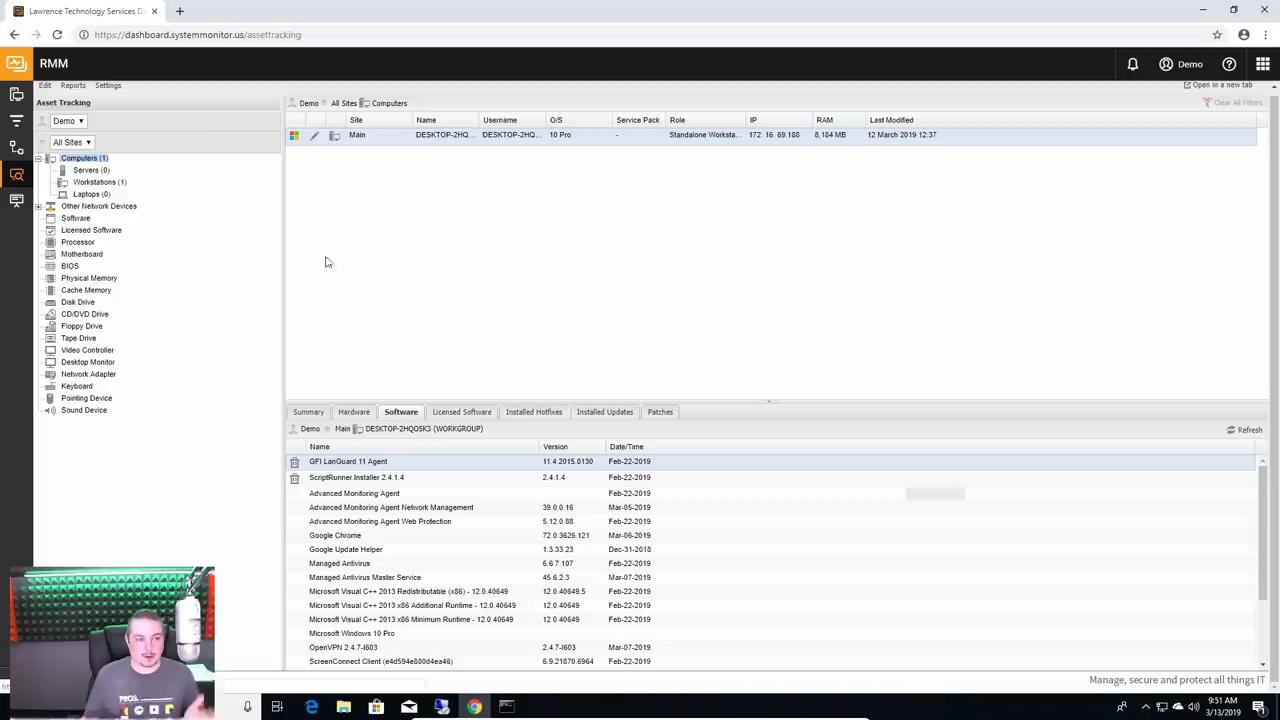 Lawrence Technology Services D
https://dashboard.systemmonitor.us/assettracking
RMM
Demo
Edit Reports Settings
Open in a new tab
Asset Tracking
Demo
All Sites
Computers (1)
Servers (0)
Workstations (1)
Laptops (0)
Other Network Devices
Software
Licensed Software
Processor
Motherboard
BIOS
Physical Memory
Cache Memory
Disk Drive
CD/DVD Drive
Floppy Drive
Tape Drive
Video Controller
Desktop Monitor
Network Adapter
Keyboard
Pointing Device
Sound Device
Demo All Sites Computers
Clear All Filters
Site Name Username O/S Service Pack Role IP RAM Last Modified
Main DESKTOP-2HQ... DESKTOP-2HQ... 10 Pro - Standalone Worksta... 172. 16. 69.188 8,184 MB 12 March 2019 12:37
Summary Hardware Software Licensed Software Installed Hotfixes Installed Updates Patches
Demo Main DESKTOP-2HQO5K3 (WORKGROUP)
Refresh
Name Version Date/Time
GFI LanGuard 11 Agent 11.4.2015.0130 Feb-22-2019
ScriptRunner.Installer 2.4.1.4 2.4.1.4 Feb-22-2019
Advanced Monitoring Agent Feb-22-2019
Advanced Monitoring Agent Network Management 39.0.0.16 Mar-05-2019
Advanced Monitoring Agent Web Protection 5.12.0.88 Feb-22-2019
Google Chrome 72.0.3626.121 Mar-06-2019
Google Update Helper 1.3.33.23 Dec-31-2018
Managed Antivirus 6.6.7.107 Feb-22-2019
Managed Antivirus Master Service 45.6.2.3 Mar-07-2019
Microsoft Visual C++ 2013 Redistributable (x86) - 12.0.40649 12.0.40649.5 Feb-22-2019
Microsoft Visual C++ 2013 x86 Additional Runtime - 12.0.40649 12.0.40649 Feb-22-2019
Microsoft Visual C++ 2013 x86 Minimum Runtime - 12.0.40649 12.0.40649 Feb-22-2019
Microsoft Windows 10 Pro
OpenVPN 2.4.7-I603 2.4.7-I603 Mar-07-2019
ScreenConnect Client (e4d594e800d4ea46) 6.9.21870.6964 Feb-22-2019
Manage, secure and protect all things IT
9:51 AM
3/13/2019